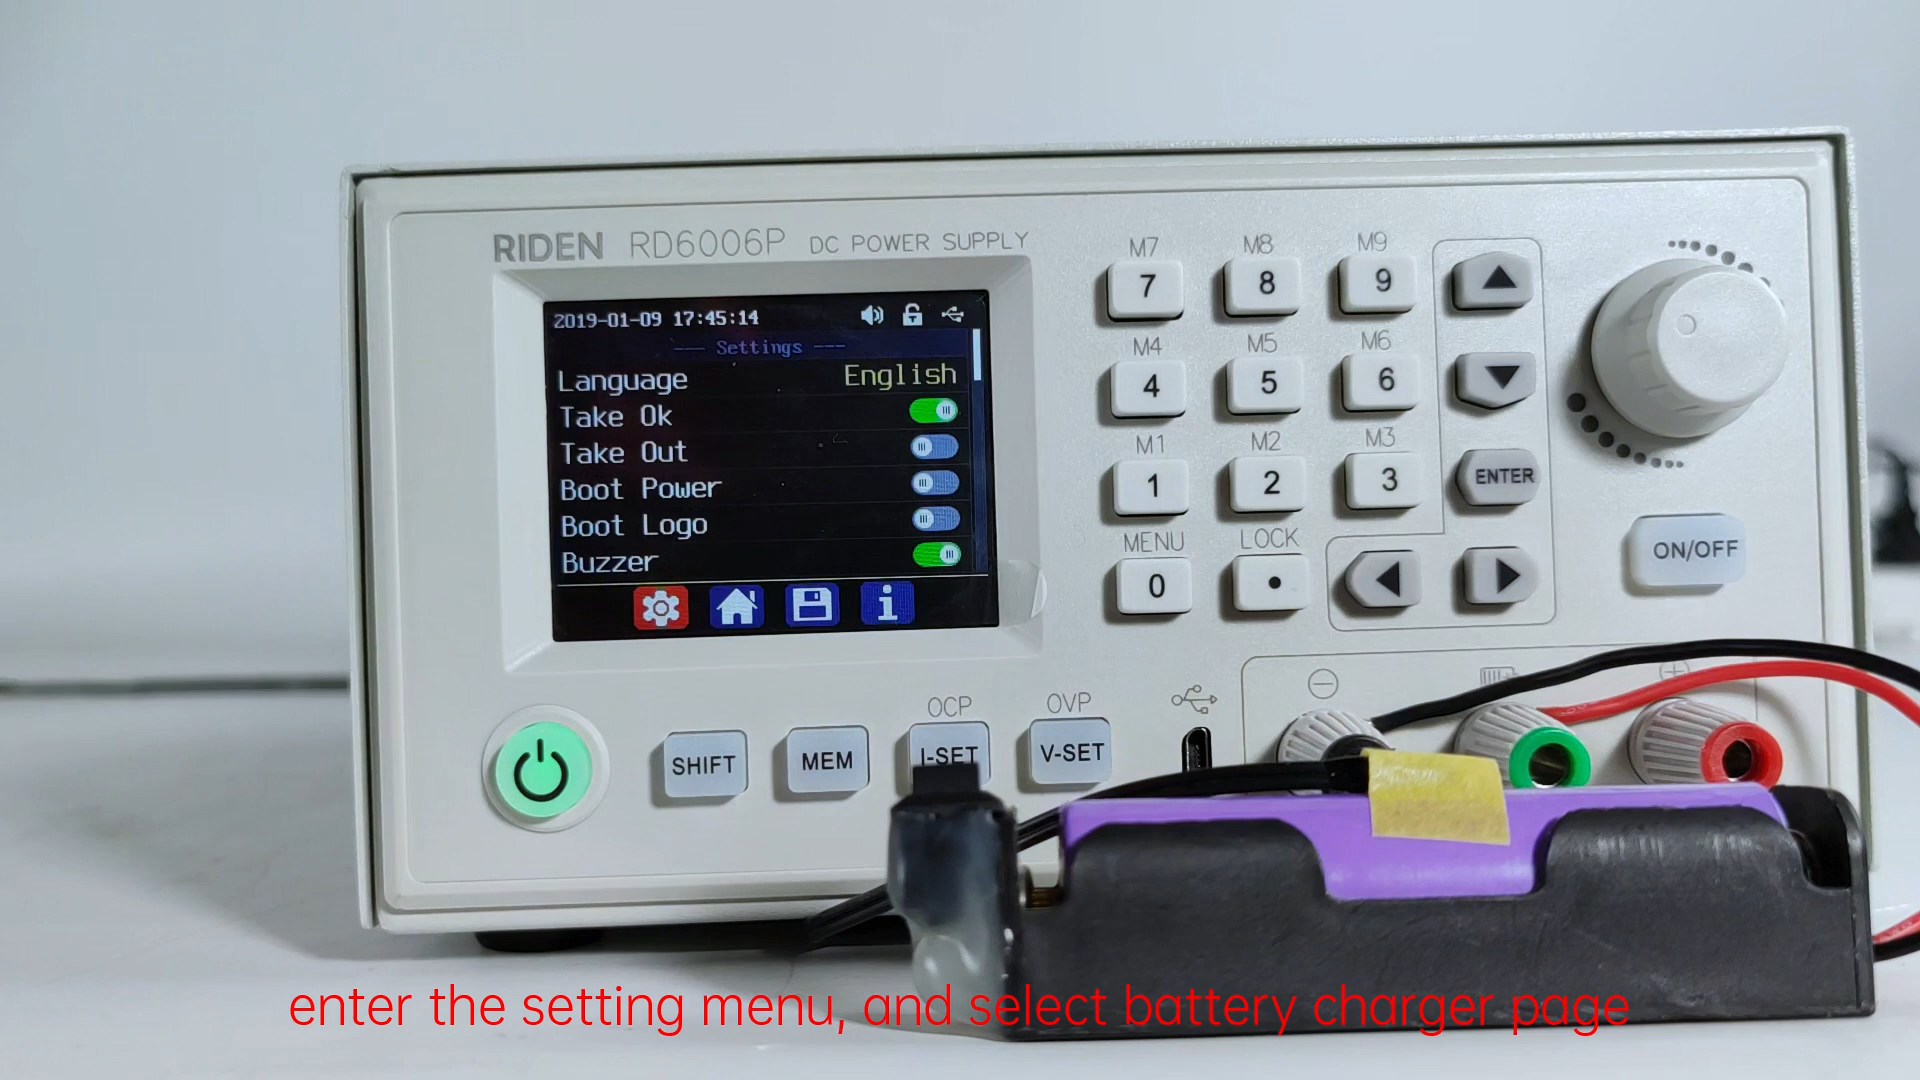 RIDEN RD6006P DC POWER SUPPLY
2019-01-09 17:45:14
--- Settings ---
Language English
Take Ok
Take Out
Boot Power
Boot Logo
Buzzer
i
M7 M8 M9
7 8 9
M4 M5 M6
4 5 6
M1 M2 M3
1 2 3
ENTER
MENU LOCK
0 •
ON/OFF
OCP OVP
SHIFT MEM I-SET V-SET
enter the setting menu, and select battery charger page